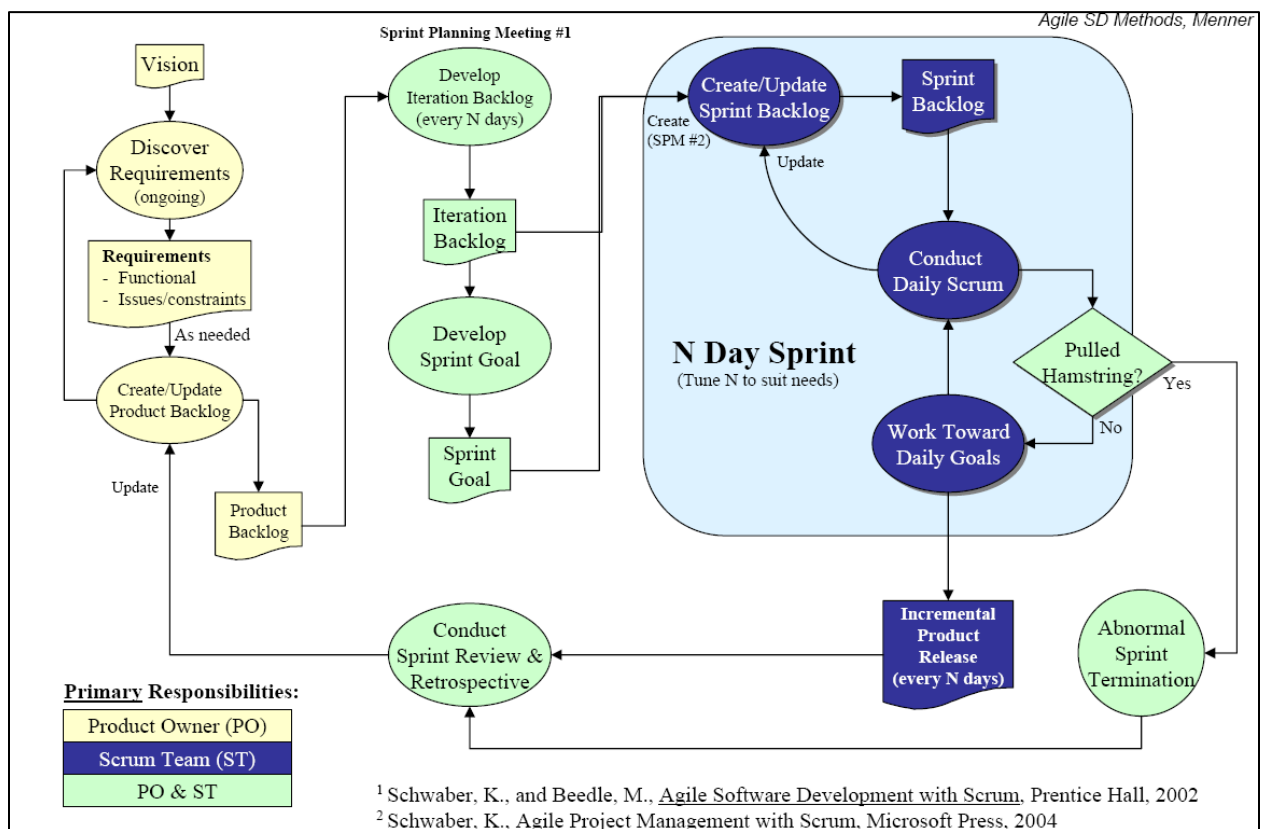 Agile SD Methods, Menner
Sprint Planning Meeting #1
Vision
Discover
Requirements
(ongoing)
Requirements
- Functional
- Issues/constraints
As needed
Create/Update
Product Backlog
Update
Product
Backlog
Develop
Iteration Backlog
(every N days)
Iteration
Backlog
Develop
Sprint Goal
Sprint
Goal
Create
(SPM #2)
Create/Update
Sprint Backlog
Sprint
Backlog
Update
Conduct
Daily Scrum
N Day Sprint
(Tune N to suit needs)
Pulled
Hamstring?
Yes
No
Work Toward
Daily Goals
Incremental
Product
Release
(every N days)
Abnormal
Sprint
Termination
Conduct
Sprint Review &
Retrospective
Primary Responsibilities:
Product Owner (PO)
Scrum Team (ST)
PO & ST
1 Schwaber, K., and Beedle, M., Agile Software Development with Scrum, Prentice Hall, 2002
2 Schwaber, K., Agile Project Management with Scrum, Microsoft Press, 2004